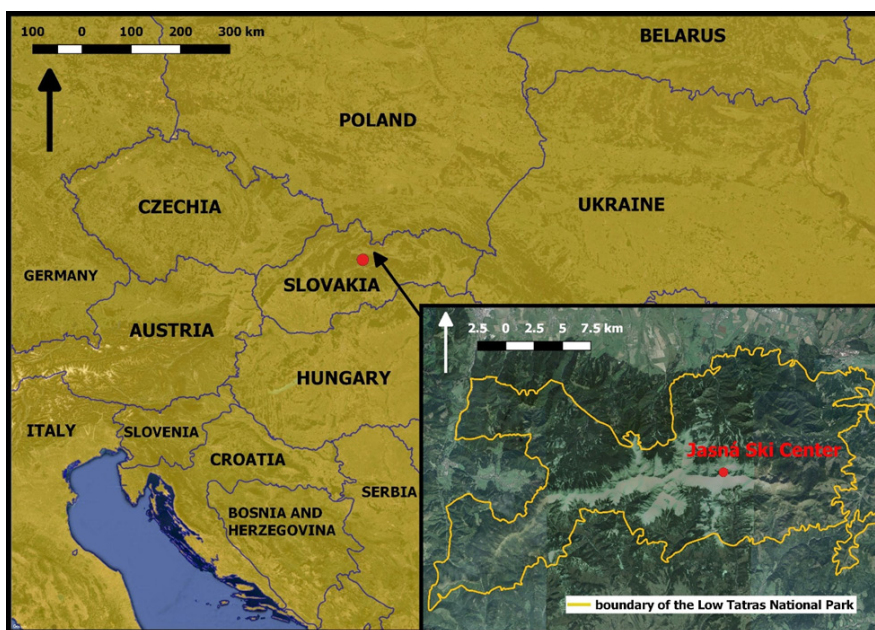 100 0 100 200 300 km
BELARUS
POLAND
CZECHIA
UKRAINE
GERMANY
SLOVAKIA
AUSTRIA
HUNGARY
ITALY
SLOVENIA
CROATIA
SERBIA
BOSNIA AND
HERZEGOVINA
2.5 0 2.5 5 7.5 km
Jasná Ski Center
boundary of the Low Tatras National Park